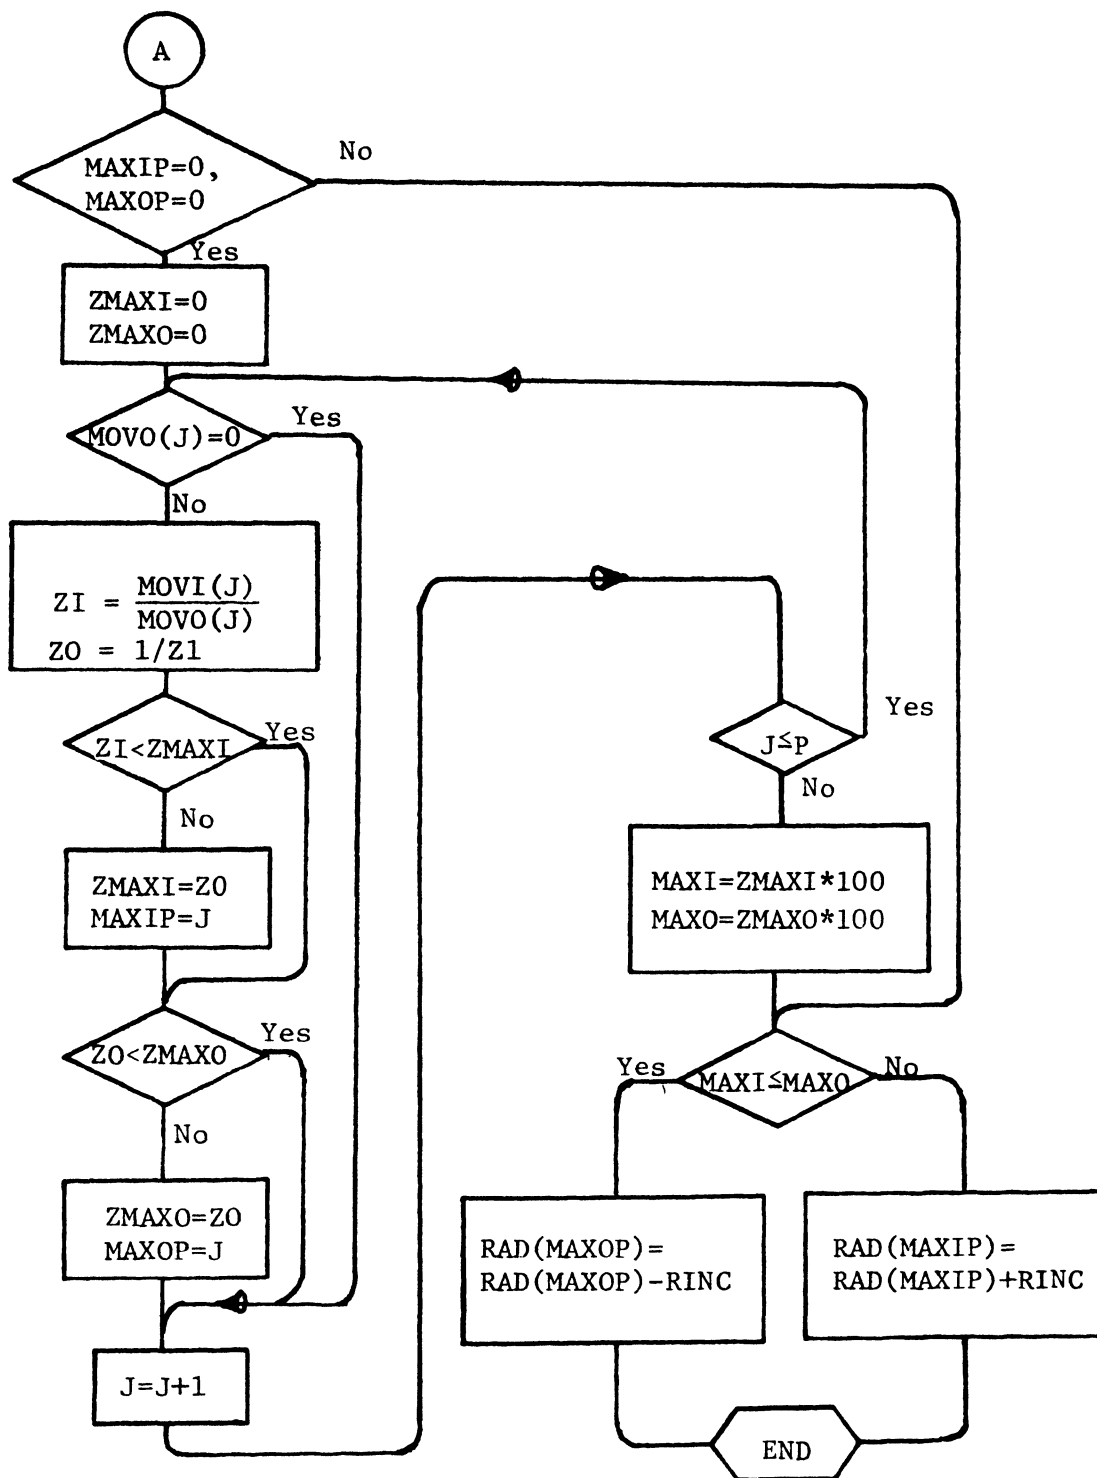 A
MAXIP=0,
MAXOP=0
No
Yes
ZMAXI=0
ZMAXO=0
MOVO(J)=0
Yes
No
ZI = MOVI(J)
MOVO(J)
ZO = 1/Z1
ZI<ZMAXI
Yes
No
ZMAXI=ZO
MAXIP=J
ZO<ZMAXO
Yes
No
ZMAXO=ZO
MAXOP=J
J=J+1
J≤P
Yes
No
MAXI=ZMAXI*100
MAXO=ZMAXO*100
MAXI≤MAXO
Yes
No
RAD(MAXOP)=
RAD(MAXOP)-RINC
RAD(MAXIP)=
RAD(MAXIP)+RINC
END